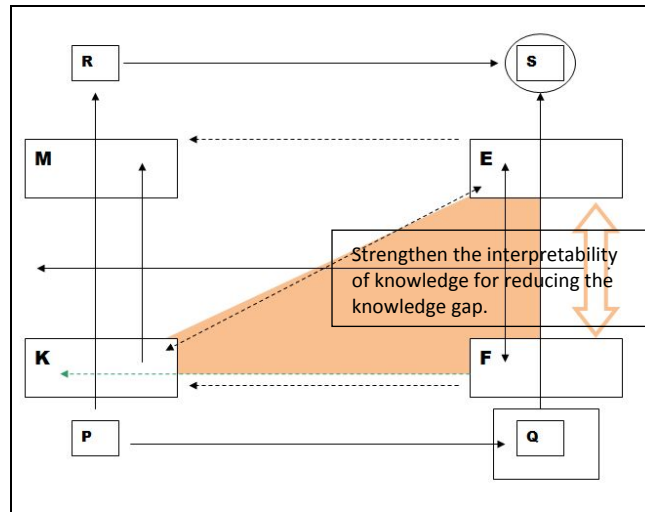 R
S
M
E
Strengthen the interpretability
of knowledge for reducing the
knowledge gap.
K
F
P
Q